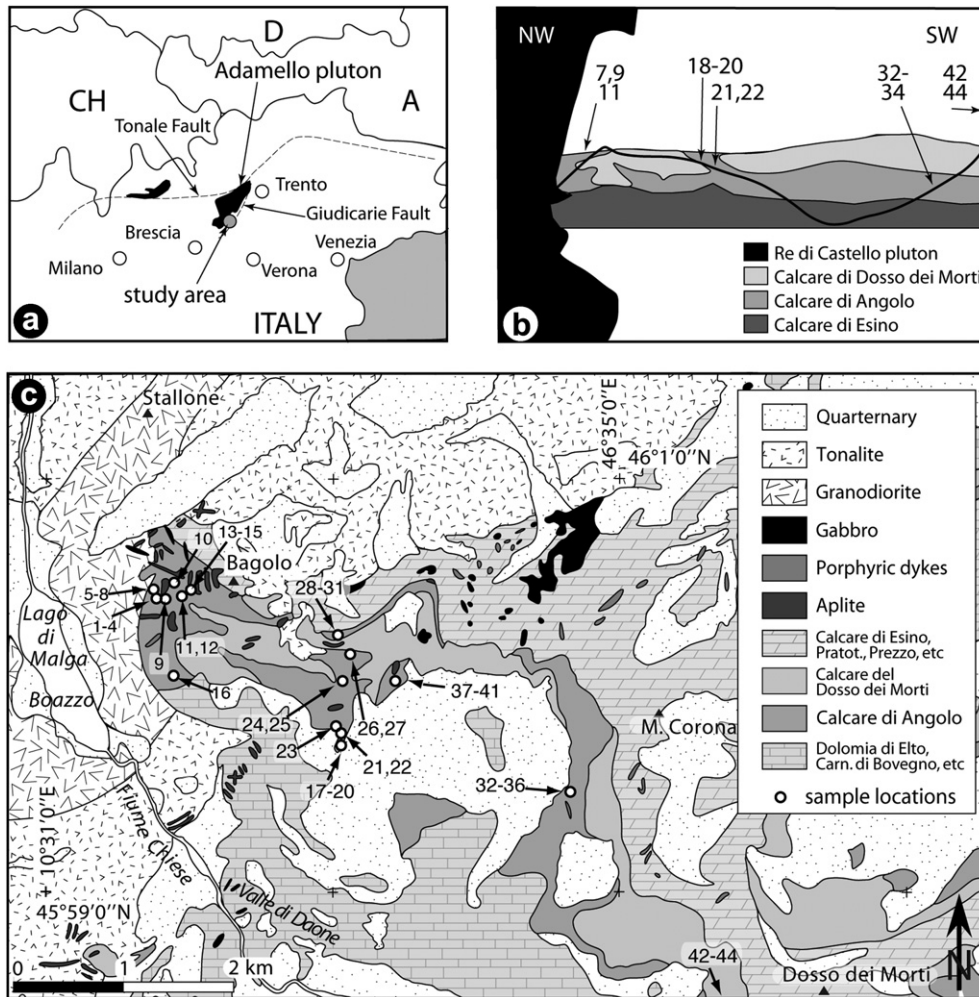 D
Adamello pluton
CH
A
Tonale Fault
Trento
Giudicarie Fault
Brescia
Venezia
Milano
Verona
study area
ITALY
a
NW
SW
7,9
11
18-20
21,22
32-
34
42
44
Re di Castello pluton
Calcare di Dosso dei Morti
Calcare di Angolo
Calcare di Esino
b
c
Stallone
46°35'0''E
46°1'0''N
10
13-15
Bagolo
5-8
28-31
1-4
Lago
di
Malga
Boazzo
9
11,12
16
37-41
24,25
26,27
23
21,22
17-20
M. Corona
32-36
10°31'0''E
Fiume Chiese
Valle di Daone
45°59'0''N
0
1
2 km
42-44
Dosso dei Morti
N
Quarternary
Tonalite
Granodiorite
Gabbro
Porphyric dykes
Aplite
Calcare di Esino,
Pratot., Prezzo, etc
Calcare del
Dosso dei Morti
Calcare di Angolo
Dolomia di Elto,
Carn. di Bovegno, etc
sample locations